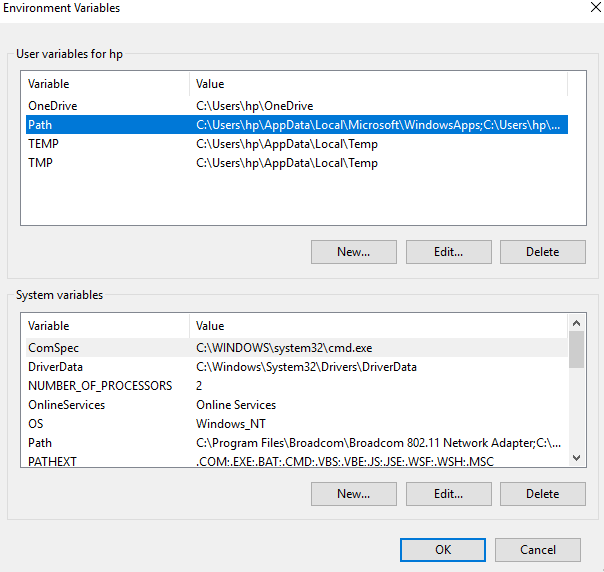 Environment Variables
User variables for hp
Variable Value
OneDrive C:\Users\hp\OneDrive
Path C:\Users\hp\AppData\Local\Microsoft\WindowsApps;C:\Users\hp\...
TEMP C:\Users\hp\AppData\Local\Temp
TMP C:\Users\hp\AppData\Local\Temp
New... Edit... Delete
System variables
Variable Value
ComSpec C:\WINDOWS\system32\cmd.exe
DriverData C:\Windows\System32\Drivers\DriverData
NUMBER_OF_PROCESSORS 2
OnlineServices Online Services
OS Windows_NT
Path C:\Program Files\Broadcom\Broadcom 802.11 Network Adapter;C:\...
PATHEXT .COM;.EXE;.BAT;.CMD;.VBS;.VBE;.JS;.JSE;.WSF;.WSH;.MSC
New... Edit... Delete
OK Cancel